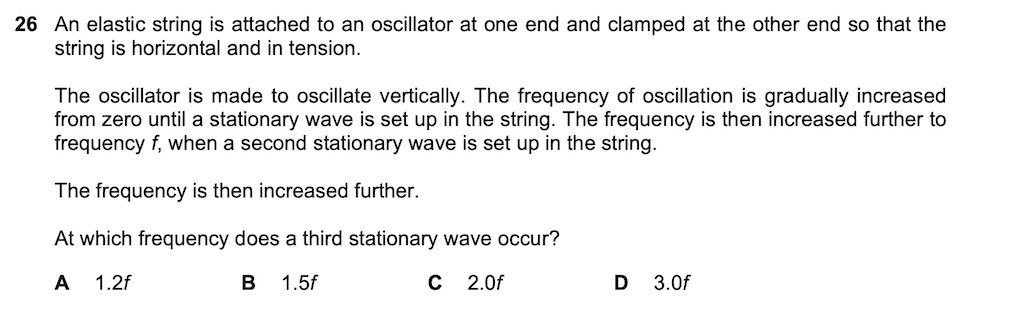 26 An elastic string is attached to an oscillator at one end and clamped at the other end so that the
string is horizontal and in tension.
The oscillator is made to oscillate vertically. The frequency of oscillation is gradually increased
from zero until a stationary wave is set up in the string. The frequency is then increased further to
frequency f, when a second stationary wave is set up in the string.
The frequency is then increased further.
At which frequency does a third stationary wave occur?
A 1.2f B 1.5f C 2.0f D 3.0f